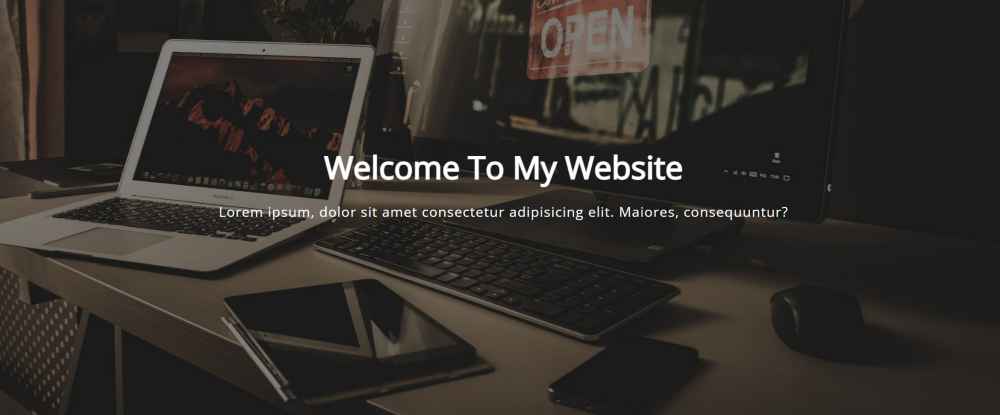 OPEN
Welcome To My Website
Lorem ipsum, dolor sit amet consectetur adipisicing elit. Maiores, consequuntur?